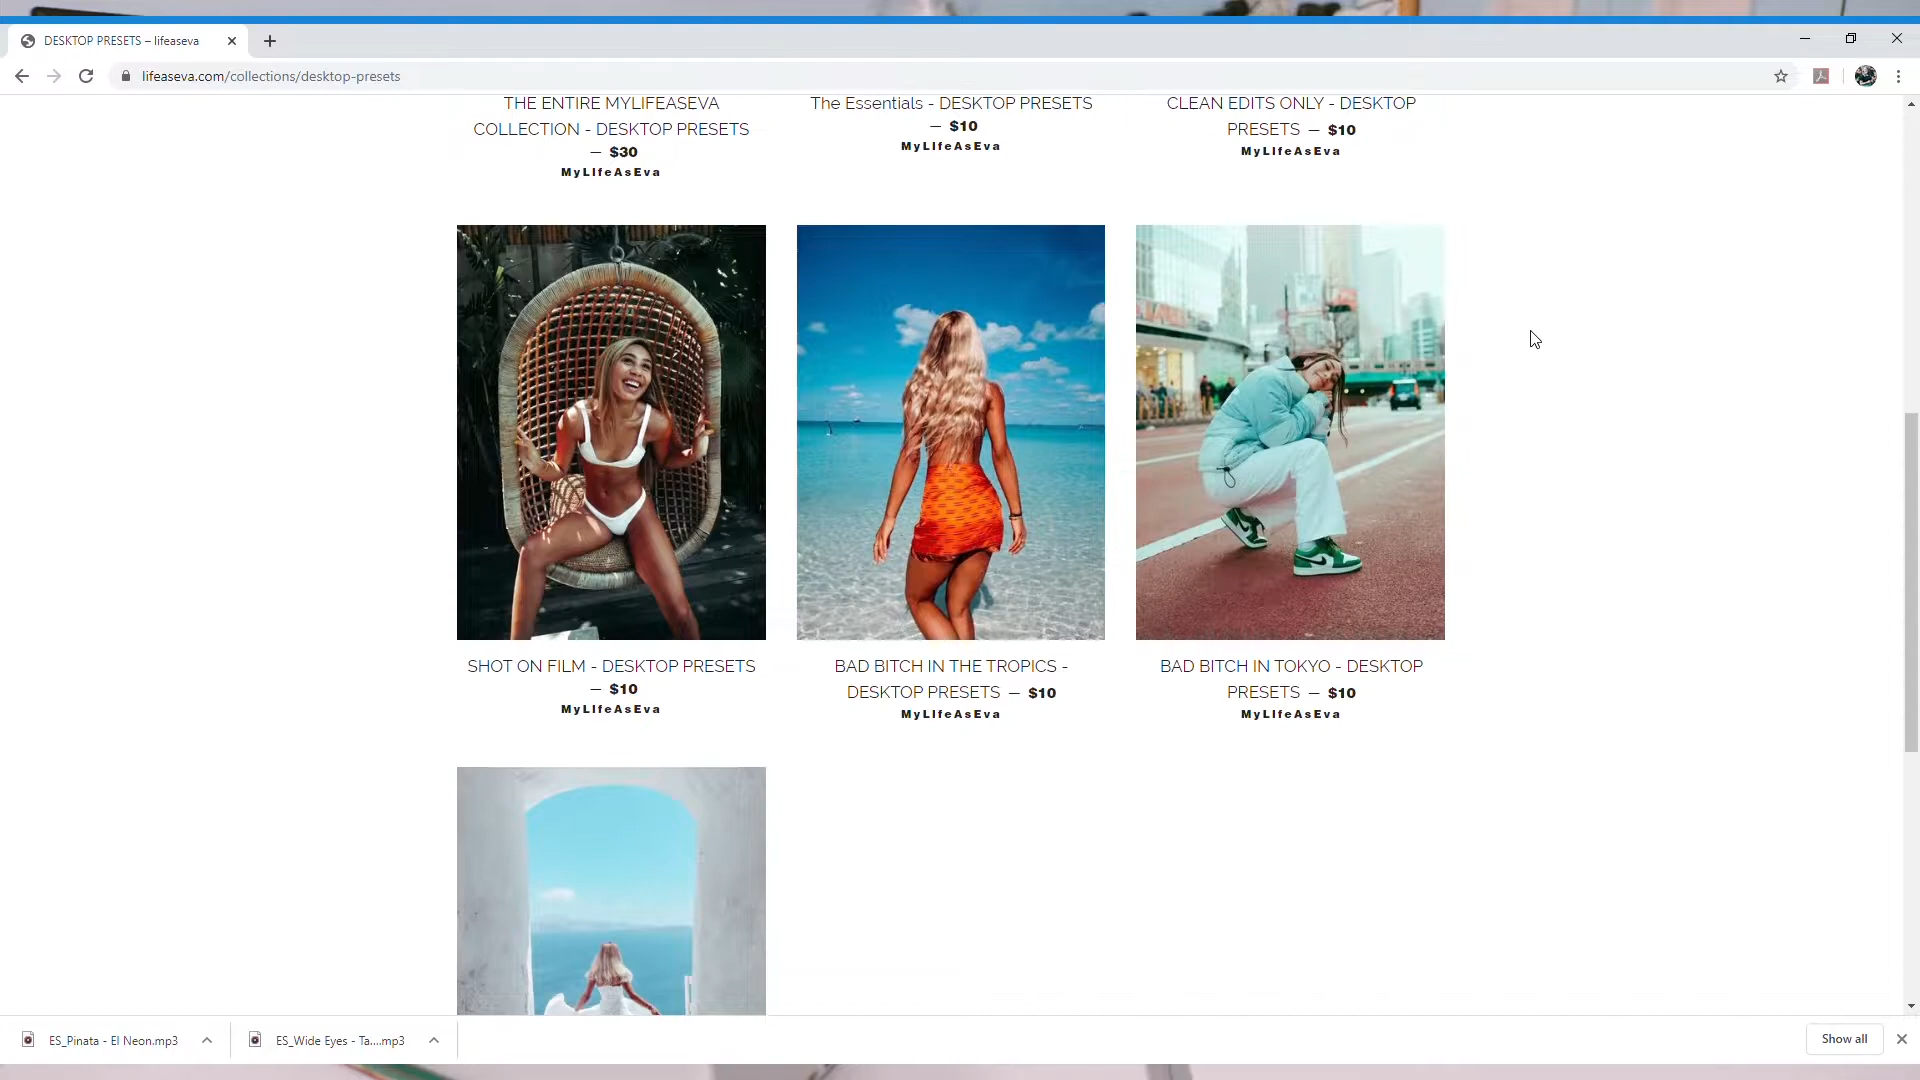 DESKTOP PRESETS – lifeaseva
lifeaseva.com/collections/desktop-presets
THE ENTIRE MYLIFEASEVA
COLLECTION - DESKTOP PRESETS
— $30
MyLifeAsEva
The Essentials - DESKTOP PRESETS
— $10
MyLifeAsEva
CLEAN EDITS ONLY - DESKTOP
PRESETS — $10
MyLifeAsEva
SHOT ON FILM - DESKTOP PRESETS
— $10
MyLifeAsEva
BAD BITCH IN THE TROPICS -
DESKTOP PRESETS — $10
MyLifeAsEva
BAD BITCH IN TOKYO - DESKTOP
PRESETS — $10
MyLifeAsEva
ES_Pinata - El Neon.mp3
ES_Wide Eyes - Ta....mp3
Show all